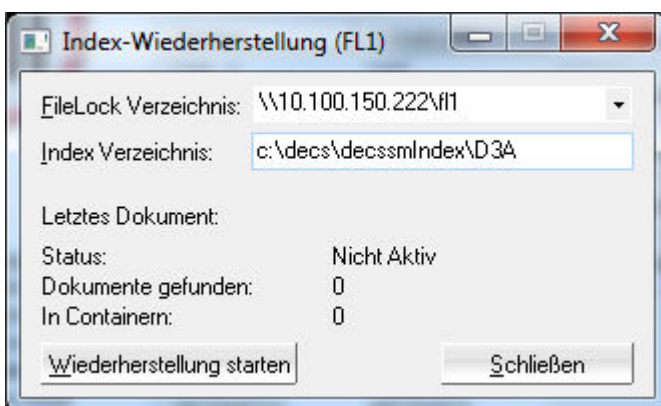 Index-Wiederherstellung (FL1)
FileLock Verzeichnis: \\10.100.150.222\fl1
Index Verzeichnis: c:\decs\decssmIndex\D3A
Letztes Dokument:
Status: Nicht Aktiv
Dokumente gefunden: 0
In Containern: 0
Wiederherstellung starten Schließen